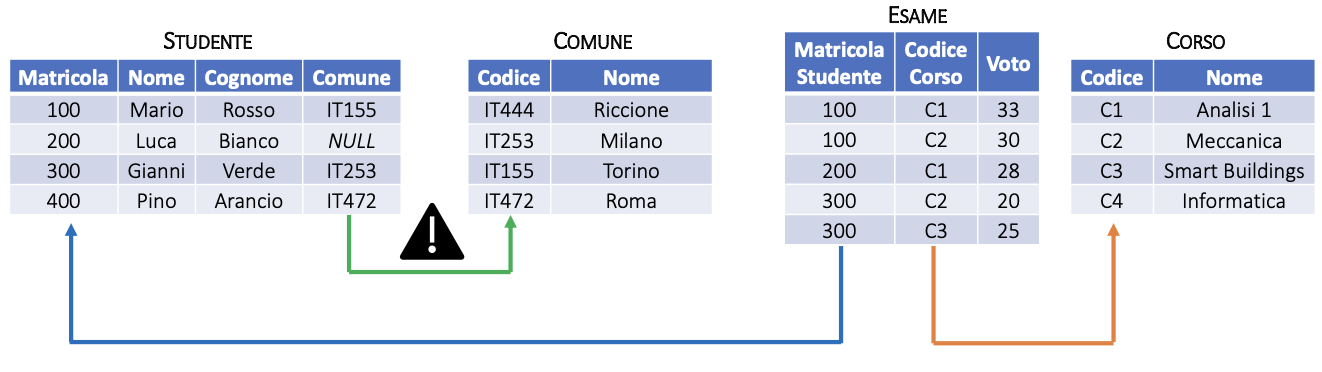 STUDENTE
Matricola Nome Cognome Comune
100 Mario Rosso IT155
200 Luca Bianco NULL
300 Gianni Verde IT253
400 Pino Arancio IT472
COMUNE
Codice Nome
IT444 Riccione
IT253 Milano
IT155 Torino
IT472 Roma
ESAME
Matricola Studente Codice Corso Voto
100 C1 33
100 C2 30
200 C1 28
300 C2 20
300 C3 25
CORSO
Codice Nome
C1 Analisi 1
C2 Meccanica
C3 Smart Buildings
C4 Informatica